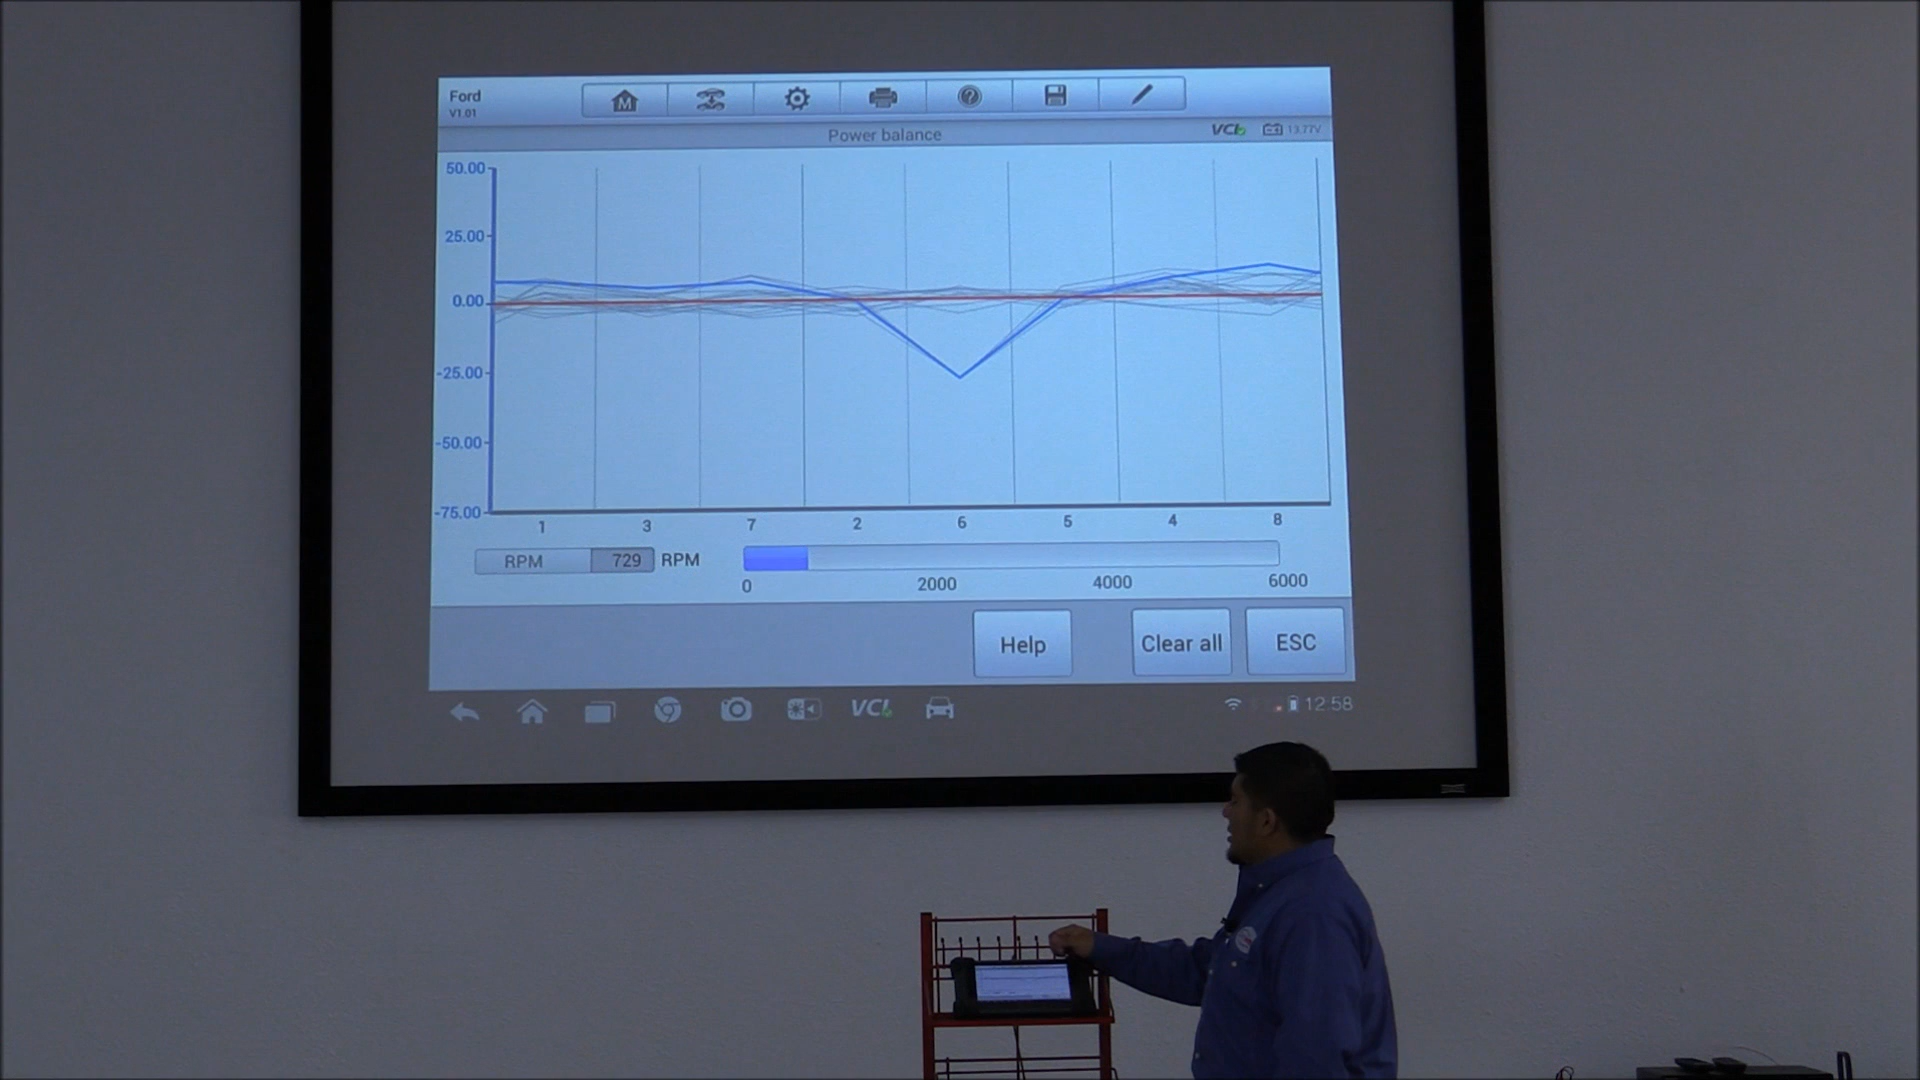 Ford
V1.01
M
Power balance
VCI 13.77V
50.00
25.00
0.00
-25.00
-50.00
-75.00
1 3 7 2 6 5 4 8
RPM 729 RPM
0 2000 4000 6000
Help Clear all ESC
VCI 12:58